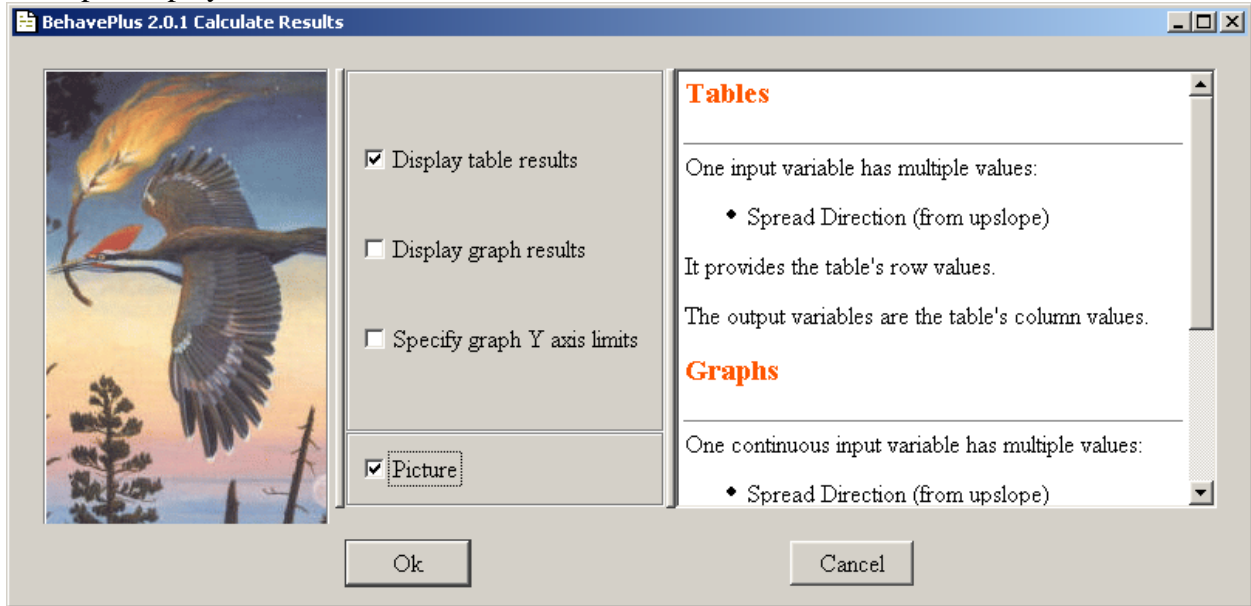 BehavePlus 2.0.1 Calculate Results
Display table results
Display graph results
Specify graph Y axis limits
Picture
Tables
One input variable has multiple values:
• Spread Direction (from upslope)
It provides the table's row values.
The output variables are the table's column values.
Graphs
One continuous input variable has multiple values:
• Spread Direction (from upslope)
Ok
Cancel